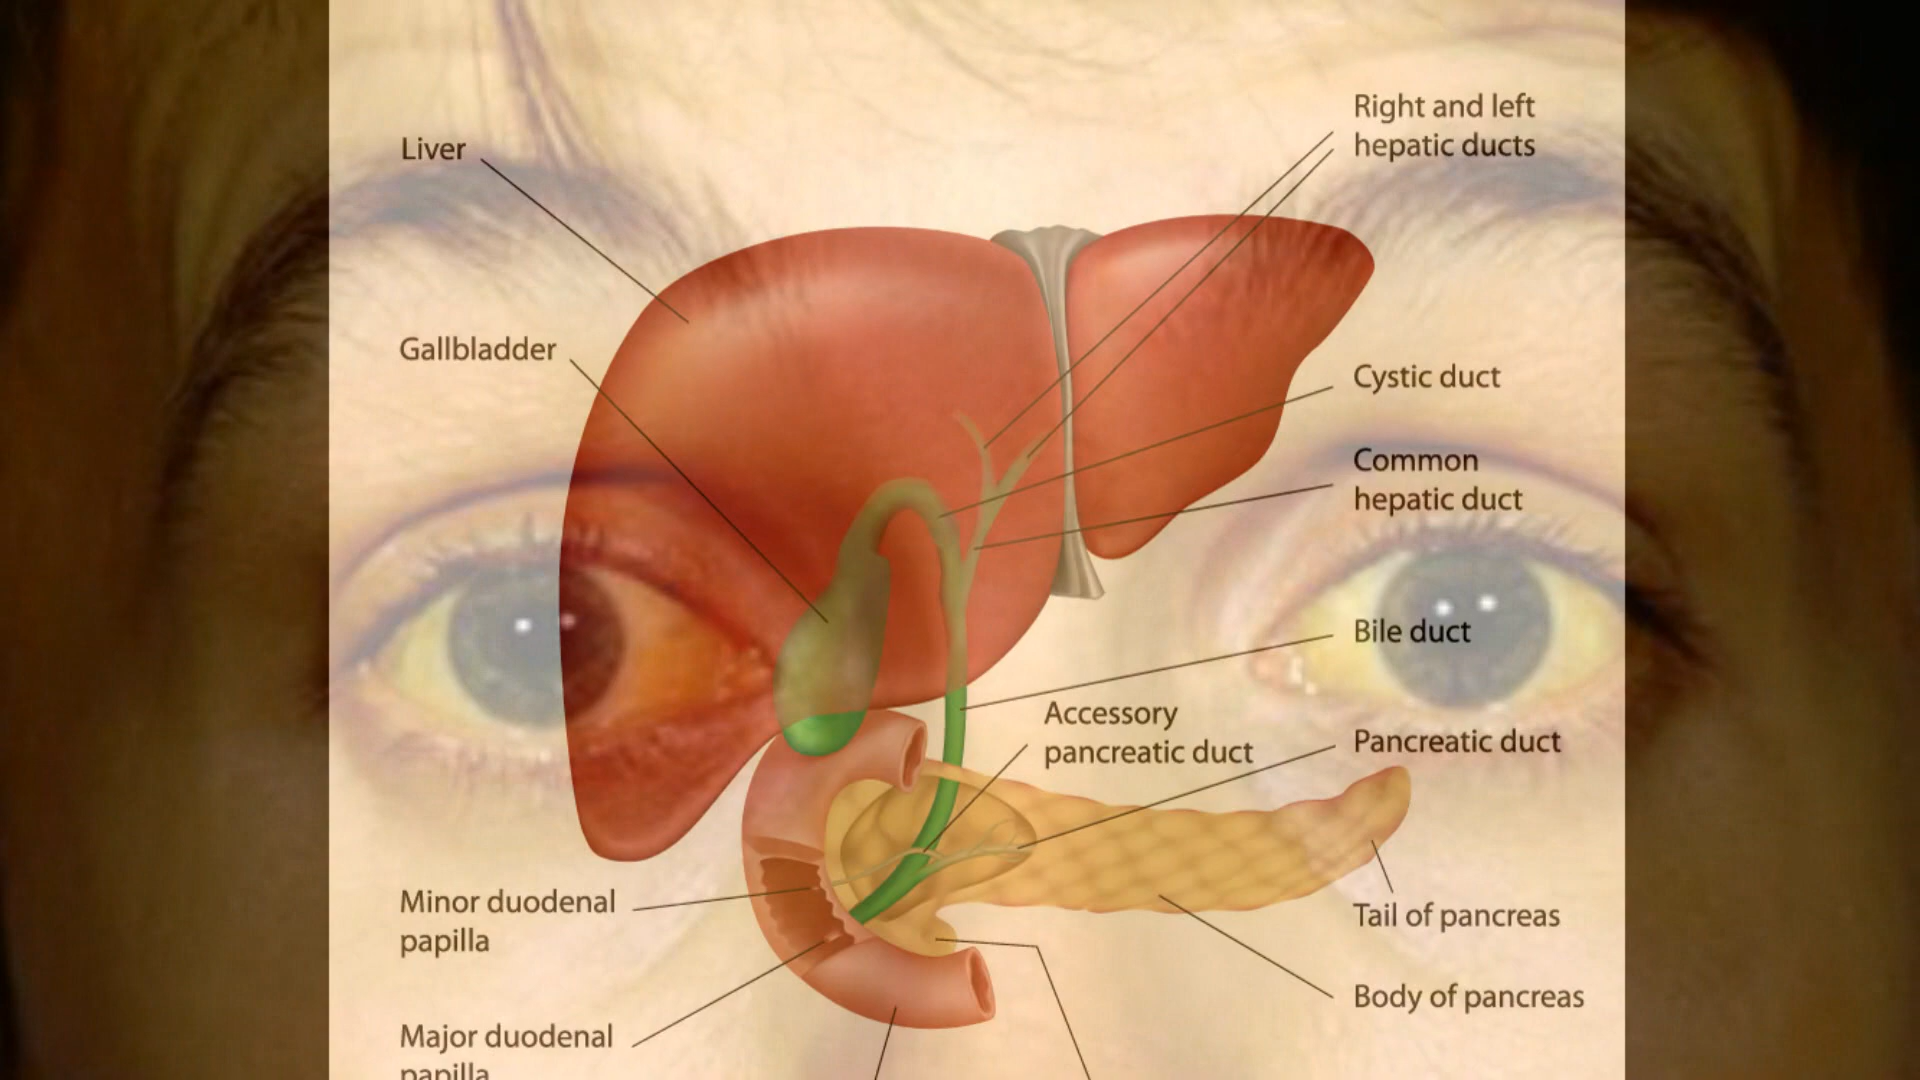 Liver
Gallbladder
Minor duodenal
papilla
Major duodenal
papilla
Right and left
hepatic ducts
Cystic duct
Common
hepatic duct
Bile duct
Accessory
pancreatic duct
Pancreatic duct
Tail of pancreas
Body of pancreas